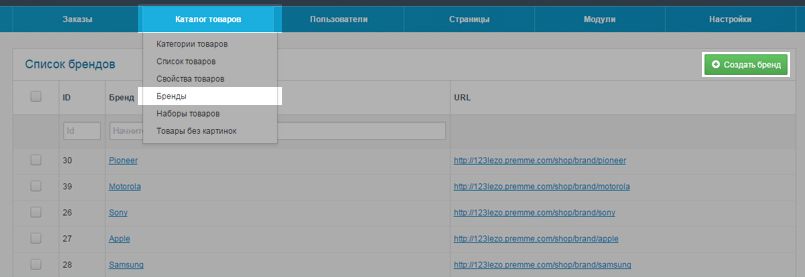 Заказы Каталог товаров Пользователи Страницы Модули Настройки
Категории товаров
Список товаров
Свойства товаров
Бренды
Наборы товаров
Товары без картинок
Список брендов Создать бренд
ID Бренд URL
Id
30 Pioneer http://123lezo.premme.com/shop/brand/pioneer
39 Motorola http://123lezo.premme.com/shop/brand/motorola
26 Sony http://123lezo.premme.com/shop/brand/sony
27 Apple http://123lezo.premme.com/shop/brand/apple
28 Samsung http://123lezo.premme.com/shop/brand/samsung